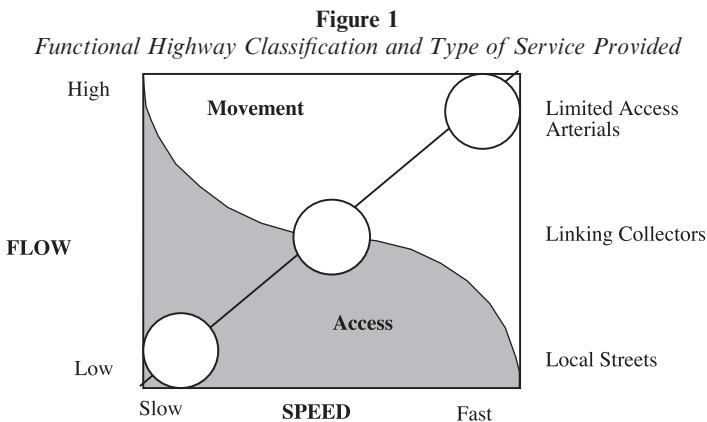 Figure 1
Functional Highway Classification and Type of Service Provided
High
Movement
Limited Access
Arterials
FLOW
Linking Collectors
Access
Low
Local Streets
Slow
SPEED
Fast